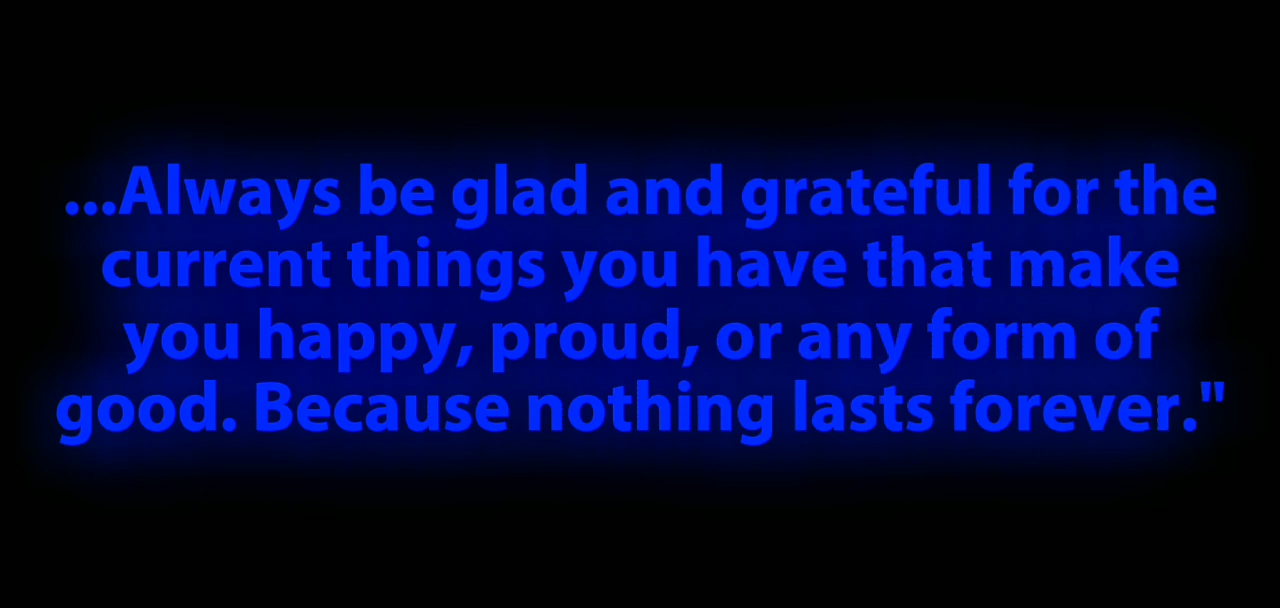 ...Always be glad and grateful for the
current things you have that make
you happy, proud, or any form of
good. Because nothing lasts forever."